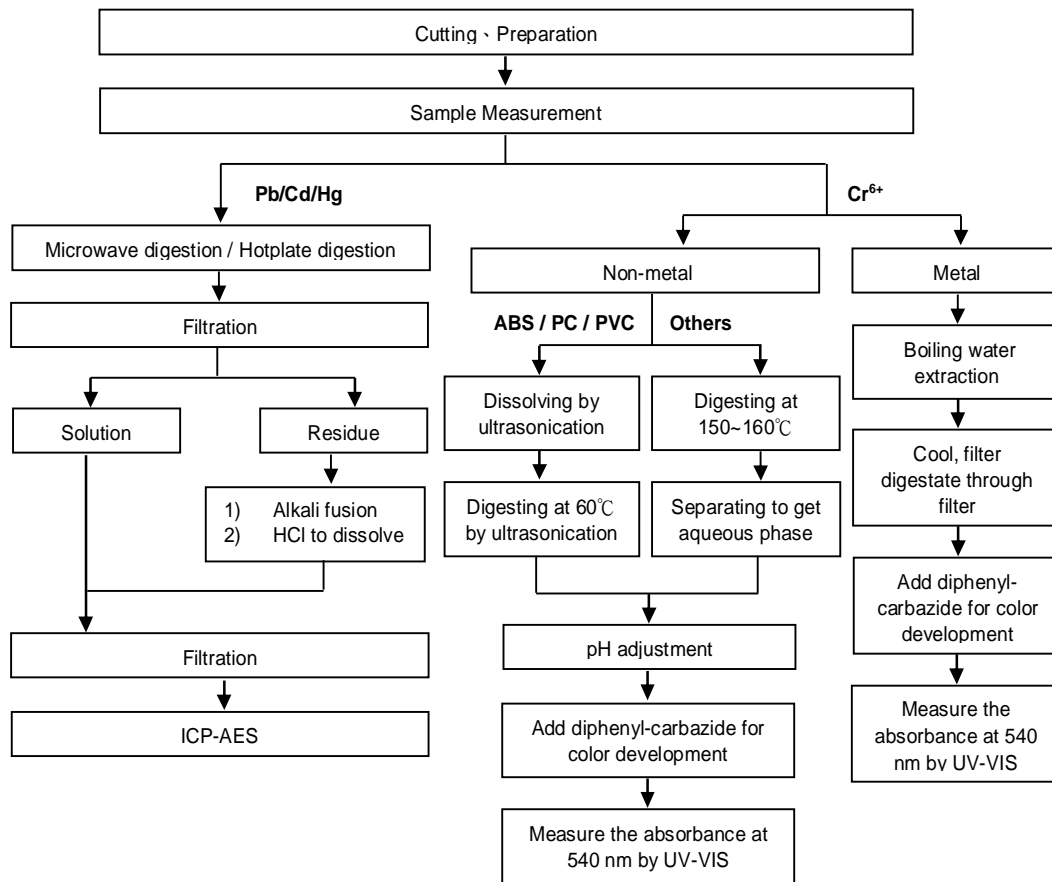 Cutting、Preparation
Sample Measurement
Pb/Cd/Hg
Cr⁶⁺
Microwave digestion / Hotplate digestion
Non-metal
Metal
Filtration
ABS / PC / PVC
Others
Boiling water
extraction
Solution
Residue
Dissolving by
ultrasonication
Digesting at
150~160℃
Cool, filter
digestate through
filter
1) Alkali fusion
2) HCl to dissolve
Digesting at 60℃
by ultrasonication
Separating to get
aqueous phase
Add diphenyl-
carbazide for color
development
Filtration
pH adjustment
ICP-AES
Add diphenyl-carbazide for
color development
Measure the
absorbance at 540
nm by UV-VIS
Measure the absorbance at
540 nm by UV-VIS